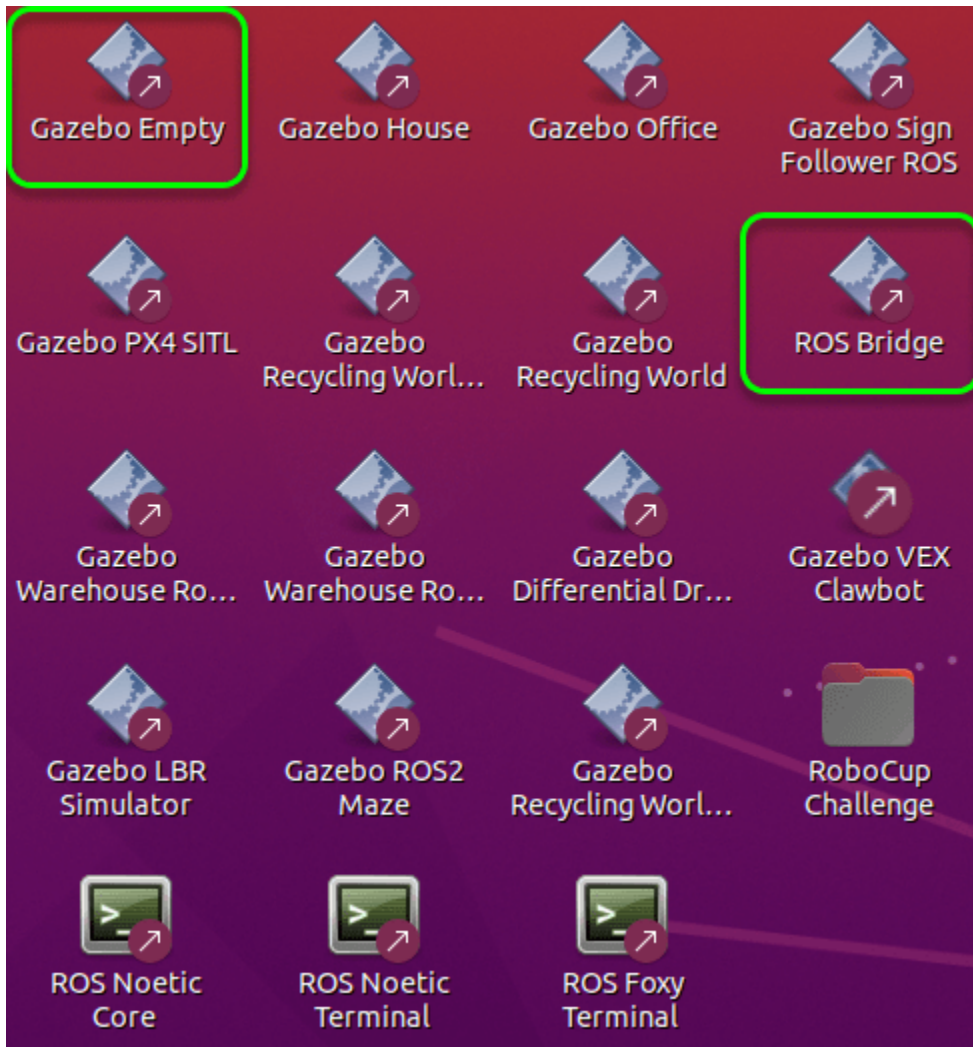 Gazebo Empty
Gazebo House
Gazebo Office
Gazebo Sign
Follower ROS
Gazebo PX4 SITL
Gazebo
Recycling Worl...
Gazebo
Recycling World
ROS Bridge
Gazebo
Warehouse Ro...
Gazebo
Warehouse Ro...
Gazebo
Differential Dr...
Gazebo VEX
Clawbot
Gazebo LBR
Simulator
Gazebo ROS2
Maze
Gazebo
Recycling Worl...
RoboCup
Challenge
>_
ROS Noetic
Core
>_
ROS Noetic
Terminal
>_
ROS Foxy
Terminal